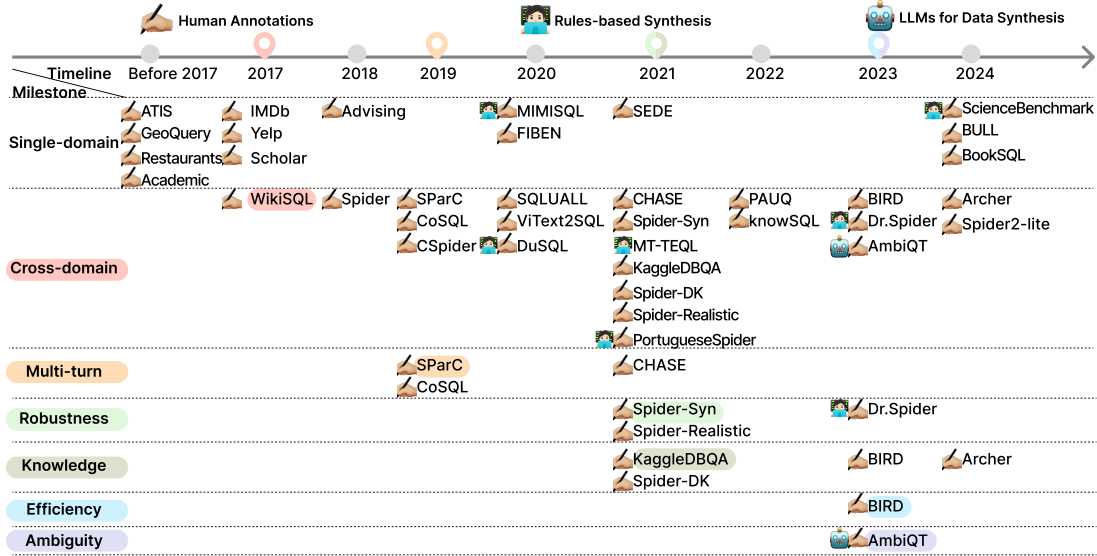 Human Annotations
Rules-based Synthesis
LLMs for Data Synthesis
Timeline Before 2017 2017 2018 2019 2020 2021 2022 2023 2024
Milestone
Single-domain
ATIS IMDb Advising MIMISQL SEDE ScienceBenchmark
GeoQuery Yelp FIBEN BULL
Restaurants Scholar BookSQL
Academic
Cross-domain
WikiSQL Spider SParC SQLUALL CHASE PAUQ BIRD Archer
CoSQL ViText2SQL Spider-Syn knowSQL Dr.Spider Spider2-lite
CSpider DuSQL MT-TEQL AmbiQT
KaggleDBQA
Spider-DK
Spider-Realistic
PortugueseSpider
Multi-turn
SParC CHASE
CoSQL
Robustness
Spider-Syn Dr.Spider
Spider-Realistic
Knowledge
KaggleDBQA BIRD Archer
Spider-DK
Efficiency
BIRD
Ambiguity
AmbiQT